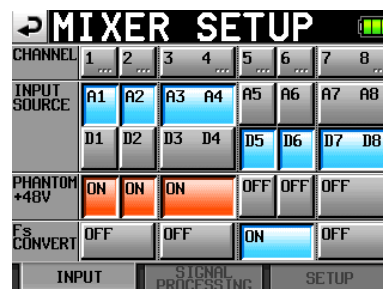 MIXER SETUP
CHANNEL 1 ... 2 ... 3 4 ... 5 ... 6 ... 7 8 ...
INPUT SOURCE A1 A2 A3 A4 A5 A6 A7 A8
D1 D2 D3 D4 D5 D6 D7 D8
PHANTOM +48V ON ON ON OFF OFF OFF
Fs CONVERT OFF OFF ON OFF
INPUT SIGNAL PROCESSING SETUP